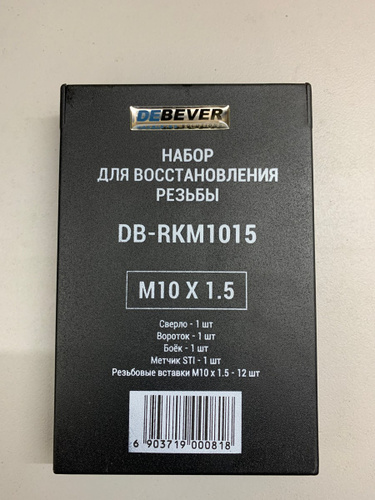 DEBEVER
НАБОР
ДЛЯ ВОССТАНОВЛЕНИЯ
РЕЗЬБЫ
DB-RKM1015
M10 X 1.5
Сверло - 1 шт
Вороток - 1 шт
Боёк - 1 шт
Метчик STI - 1 шт
Резьбовые вставки M10 x 1.5 - 12 шт
6 903719 000818